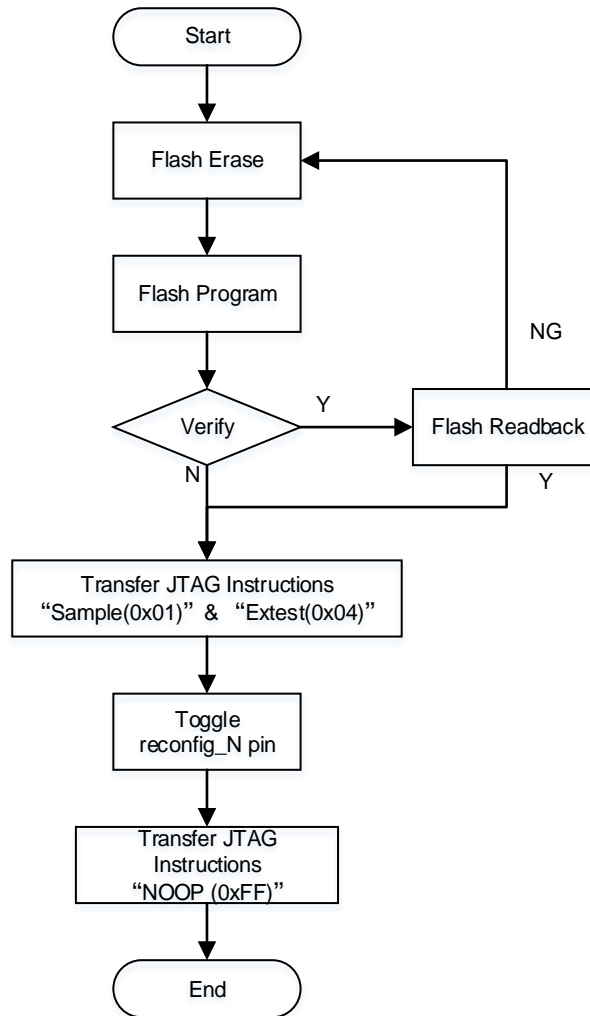 Start
Flash Erase
Flash Program
NG
Verify
Y
Flash Readback
N
Y
Transfer JTAG Instructions
“Sample(0x01)” & “Extest(0x04)”
Toggle
reconfig_N pin
Transfer JTAG
Instructions
“NOOP (0xFF)”
End